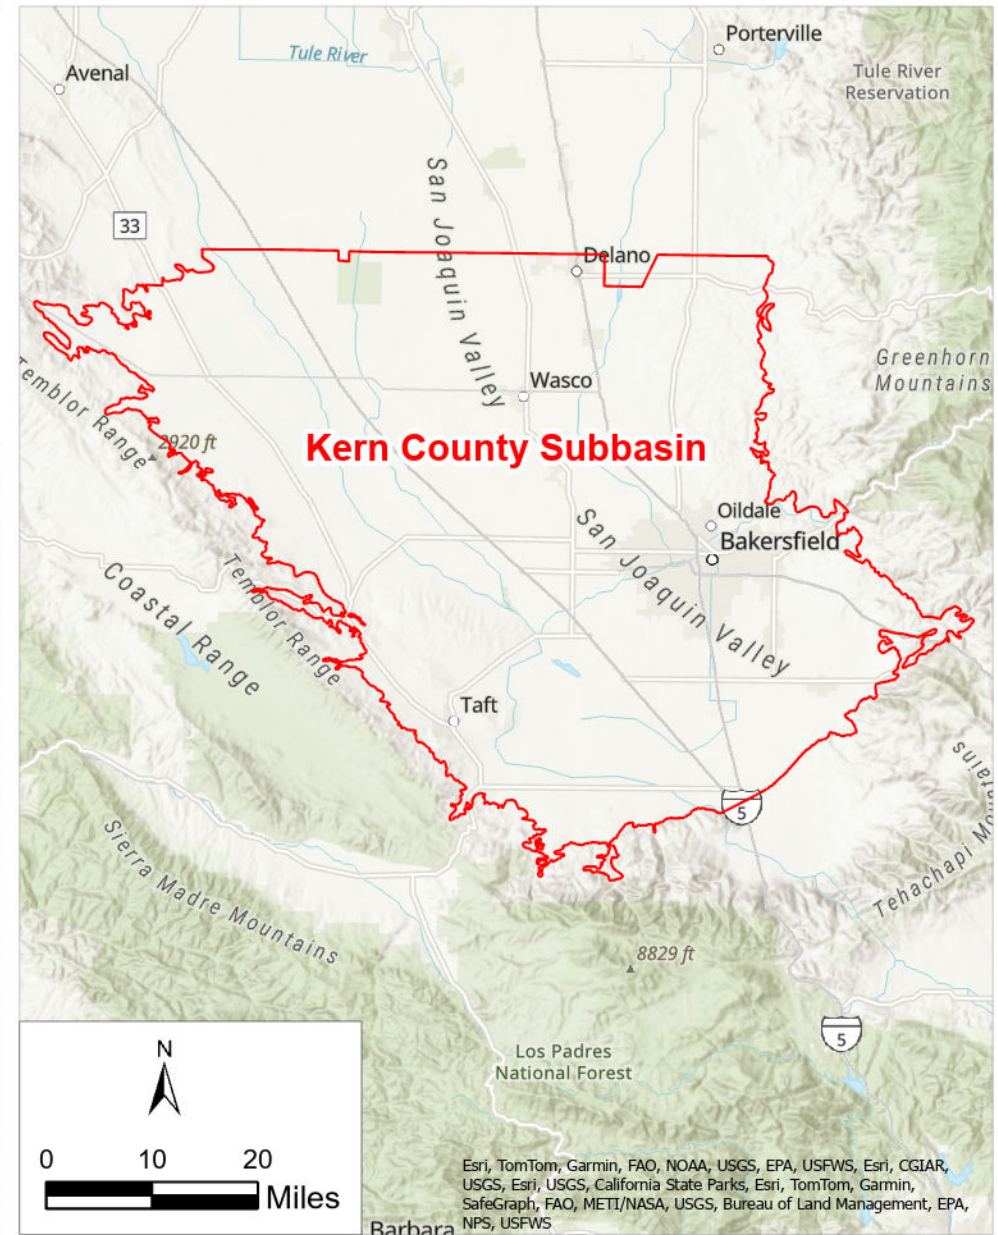 Porterville
Tule River
Avenal
Tule River
Reservation
San Joaquin Valley
33
Delano
Greenhorn
Mountains
Temblor Range
Wasco
2920 ft
Kern County Subbasin
Oildale
San Joaquin Valley
Bakersfield
Coastal Range
Temblor Range
Taft
5
Sierra Madre Mountains
Tehachapi Mou
tains
8829 ft
5
Los Padres
National Forest
N
0 10 20
Miles
Barbara
Esri, TomTom, Garmin, FAO, NOAA, USGS, EPA, USFWS, Esri, CGIAR,
USGS, Esri, USGS, California State Parks, Esri, TomTom, Garmin,
SafeGraph, FAO, METI/NASA, USGS, Bureau of Land Management, EPA,
NPS, USFWS